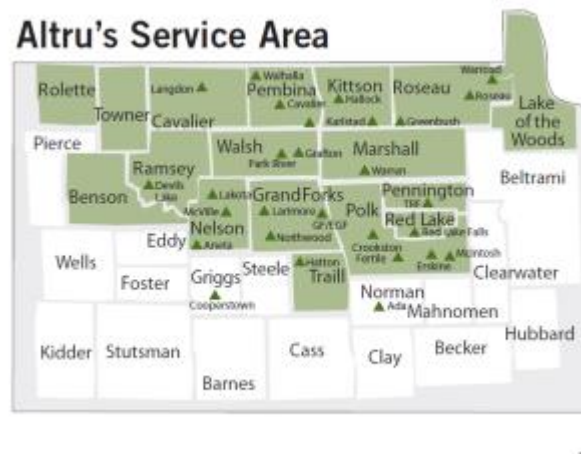 Altru's Service Area
Rolette
Towner
Langdon
Cavalier
Walhalla
Pembina
Cavalier
Kittson
Hallock
Karlstad
Roseau
Warroad
Roseau
Greenbush
Lake
of the
Woods
Pierce
Benson
Ramsey
Devils
Lake
Walsh
Park River
Grafton
Marshall
Warren
Beltrami
Lakota
McVille
Nelson
Aneta
Grand Forks
Larimore
GF/EGF
Northwood
Polk
Pennington
TRF
Red Lake
Red Lake Falls
Crookston
Fertile
Erskine
McIntosh
Clearwater
Eddy
Wells
Foster
Griggs
Cooperstown
Steele
Hatton
Traill
Norman
Ada
Mahnomen
Hubbard
Kidder
Stutsman
Barnes
Cass
Clay
Becker